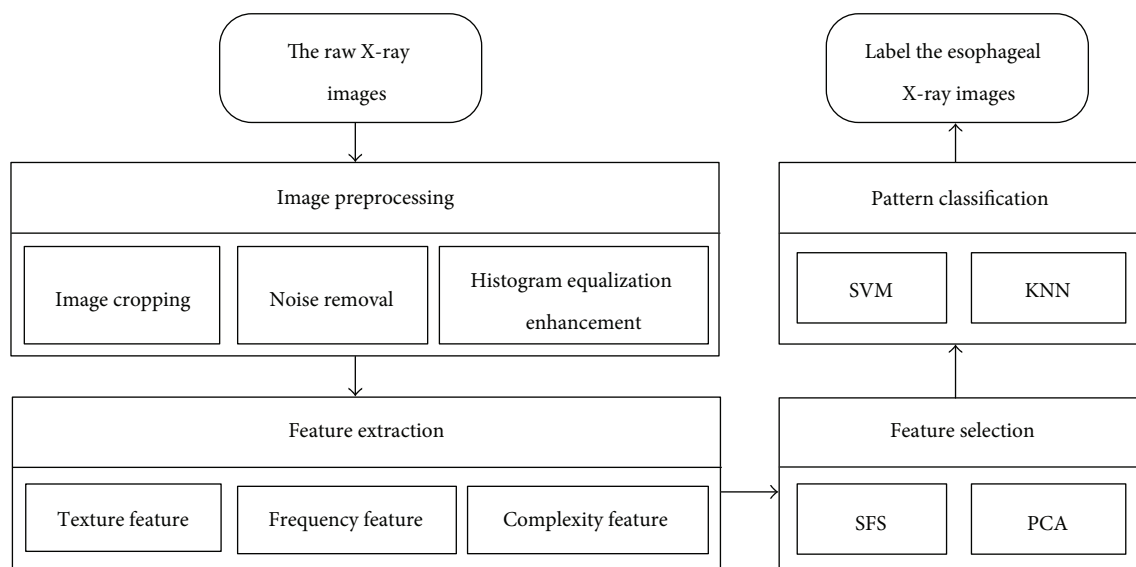 The raw X-ray
images
Image preprocessing
Image cropping
Noise removal
Histogram equalization
enhancement
Feature extraction
Texture feature
Frequency feature
Complexity feature
Feature selection
SFS
PCA
Pattern classification
SVM
KNN
Label the esophageal
X-ray images